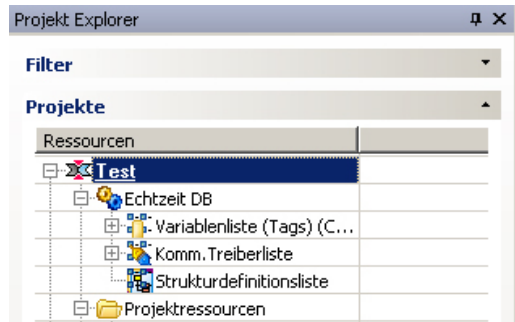 Projekt Explorer
Filter
Projekte
Ressourcen
Test
Echtzeit DB
Variablenliste (Tags) (C...
Komm.Treiberliste
Strukturdefinitionsliste
Projektressourcen